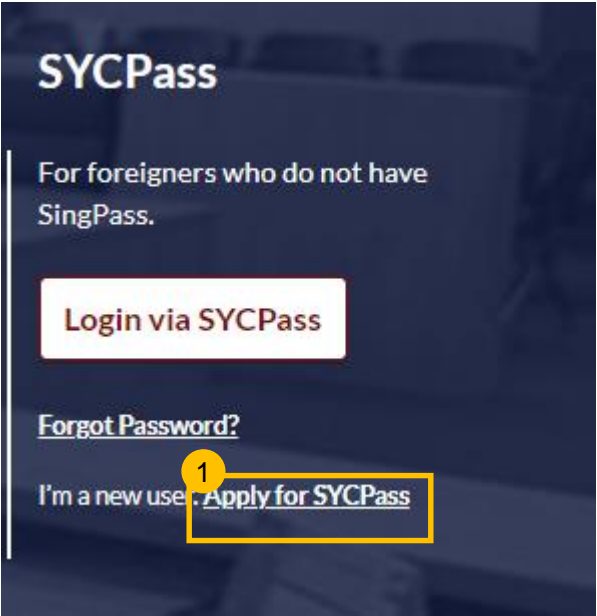 SYCPass
For foreigners who do not have
SingPass.
Login via SYCPass
Forgot Password?
1
I'm a new user. Apply for SYCPass